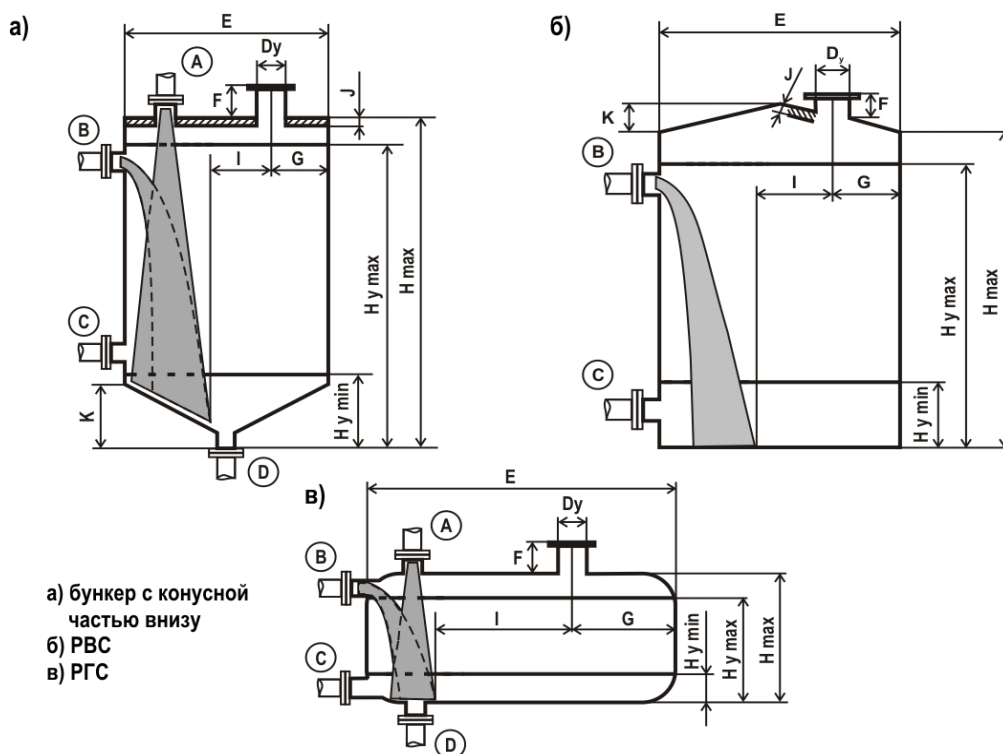 а)
E
A
Dy
F
J
B
I
G
H y max
H max
C
K
H y min
D
б)
E
Dy
J
F
K
B
I
G
H y max
H max
C
H y min
в)
E
A
Dy
B
F
I
G
C
H y min
H y max
H max
D
а) бункер с конусной
частью внизу
б) РВС
в) РГС